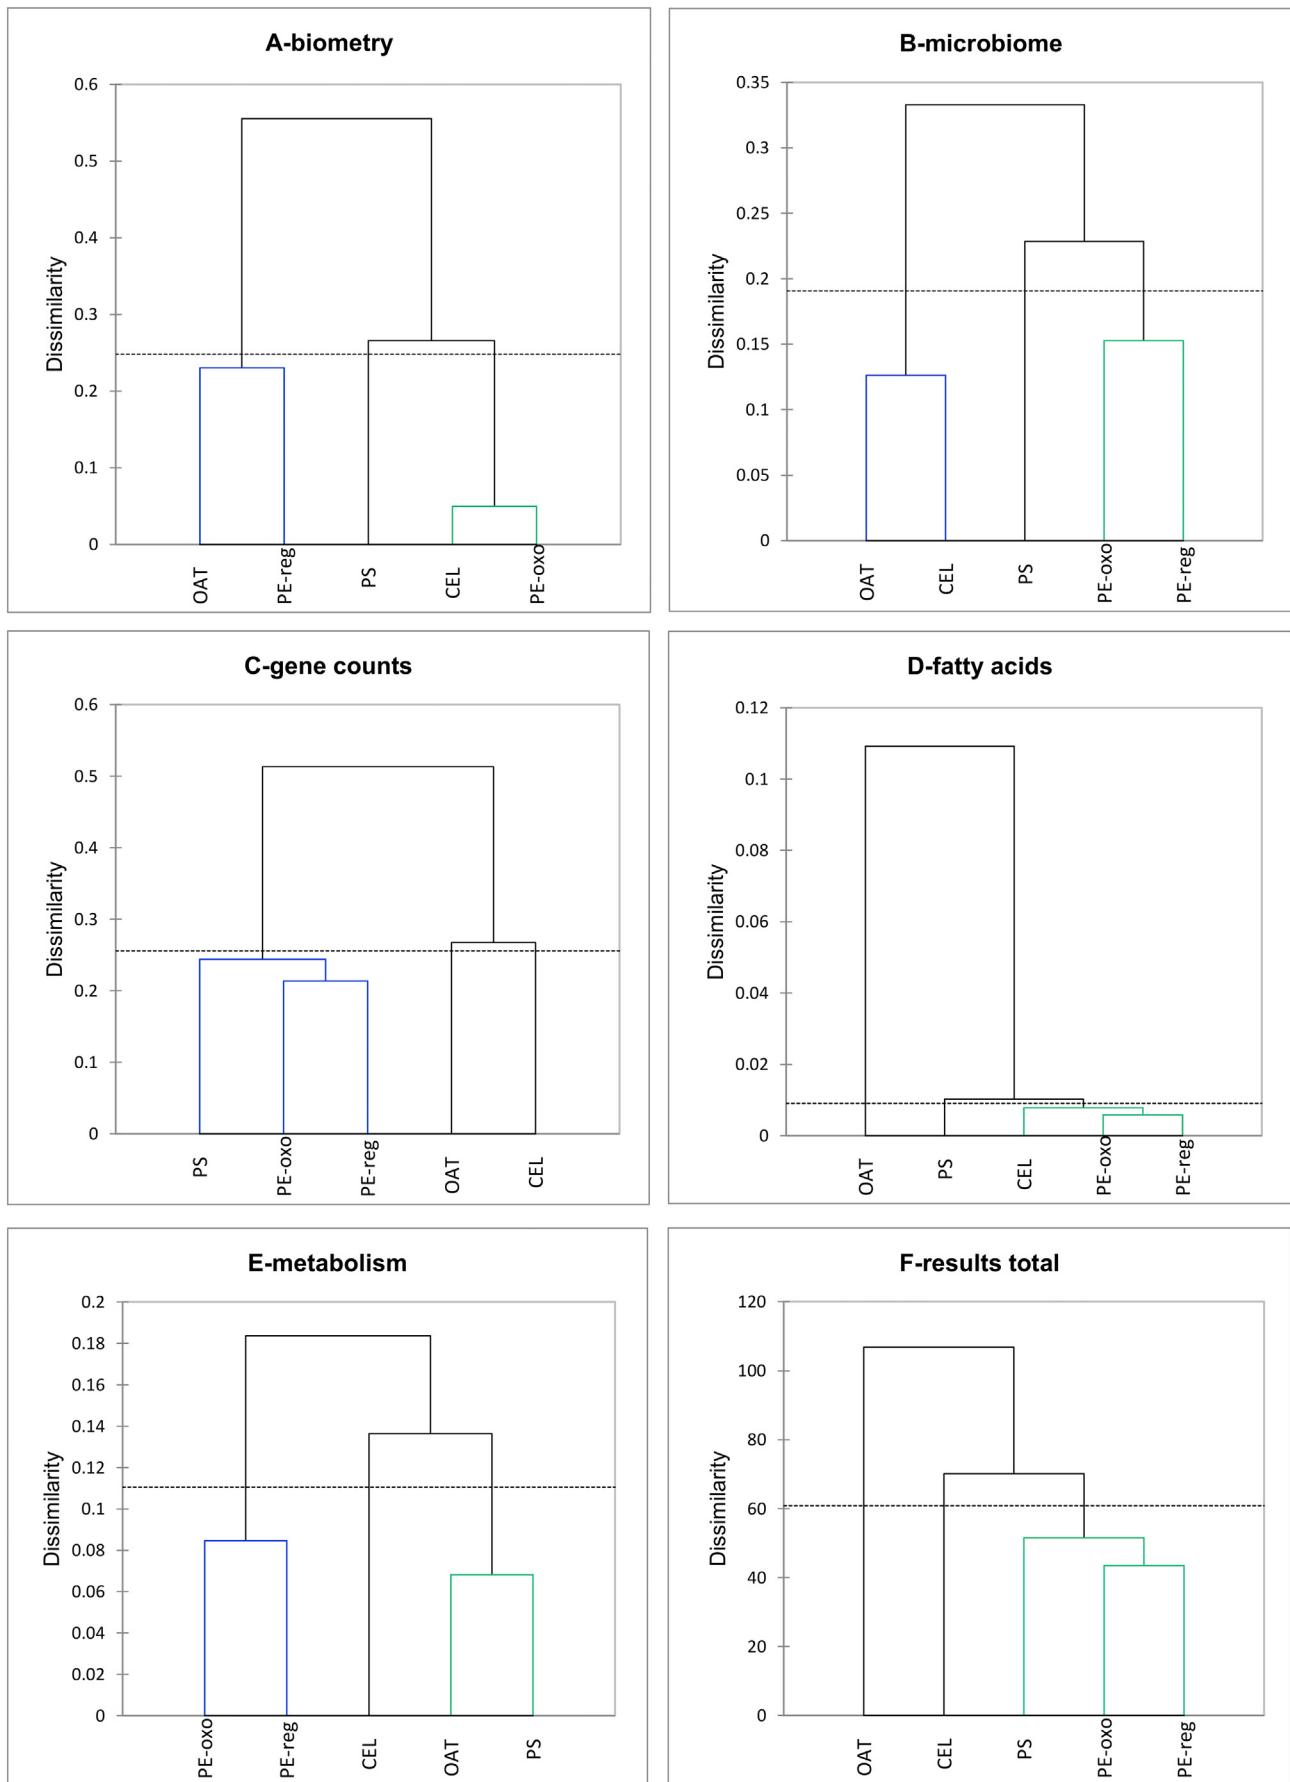 A-biometry
0.6
0.5
0.4
0.3
0.2
0.1
0
Dissimilarity
OAT
PE-reg
PS
CEL
PE-oxo
B-microbiome
0.35
0.3
0.25
0.2
0.15
0.1
0.05
0
Dissimilarity
OAT
CEL
PS
PE-oxo
PE-reg
C-gene counts
0.6
0.5
0.4
0.3
0.2
0.1
0
Dissimilarity
PS
PE-oxo
PE-reg
OAT
CEL
D-fatty acids
0.12
0.1
0.08
0.06
0.04
0.02
0
Dissimilarity
OAT
PS
CEL
PE-oxo
PE-reg
E-metabolism
0.2
0.18
0.16
0.14
0.12
0.1
0.08
0.06
0.04
0.02
0
Dissimilarity
PE-oxo
PE-reg
CEL
OAT
PS
F-results total
120
100
80
60
40
20
0
Dissimilarity
OAT
CEL
PS
PE-oxo
PE-reg